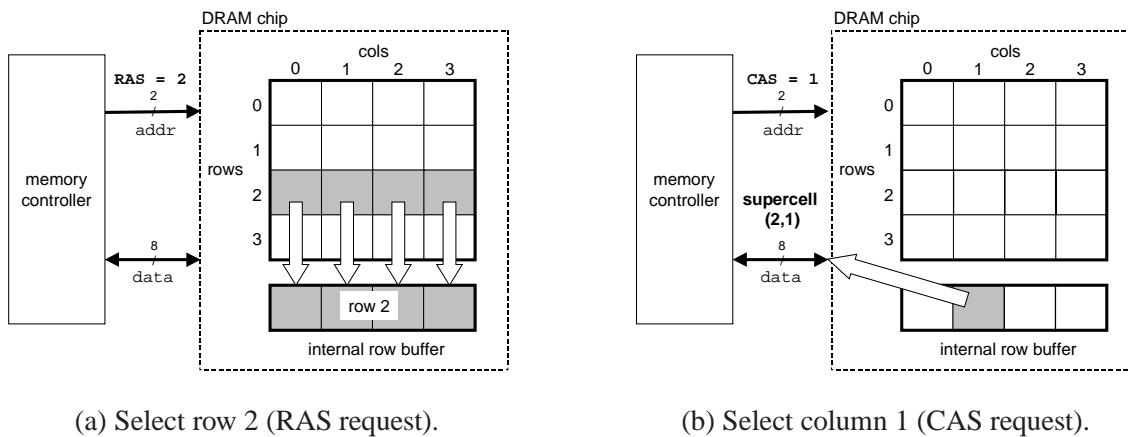 DRAM chip
cols
0 1 2 3
RAS = 2
2
addr
0
1
rows
2
3
memory
controller
8
data
row 2
internal row buffer
(a) Select row 2 (RAS request).
DRAM chip
cols
0 1 2 3
CAS = 1
2
addr
0
1
rows
2
3
memory
controller
supercell
(2,1)
8
data
internal row buffer
(b) Select column 1 (CAS request).